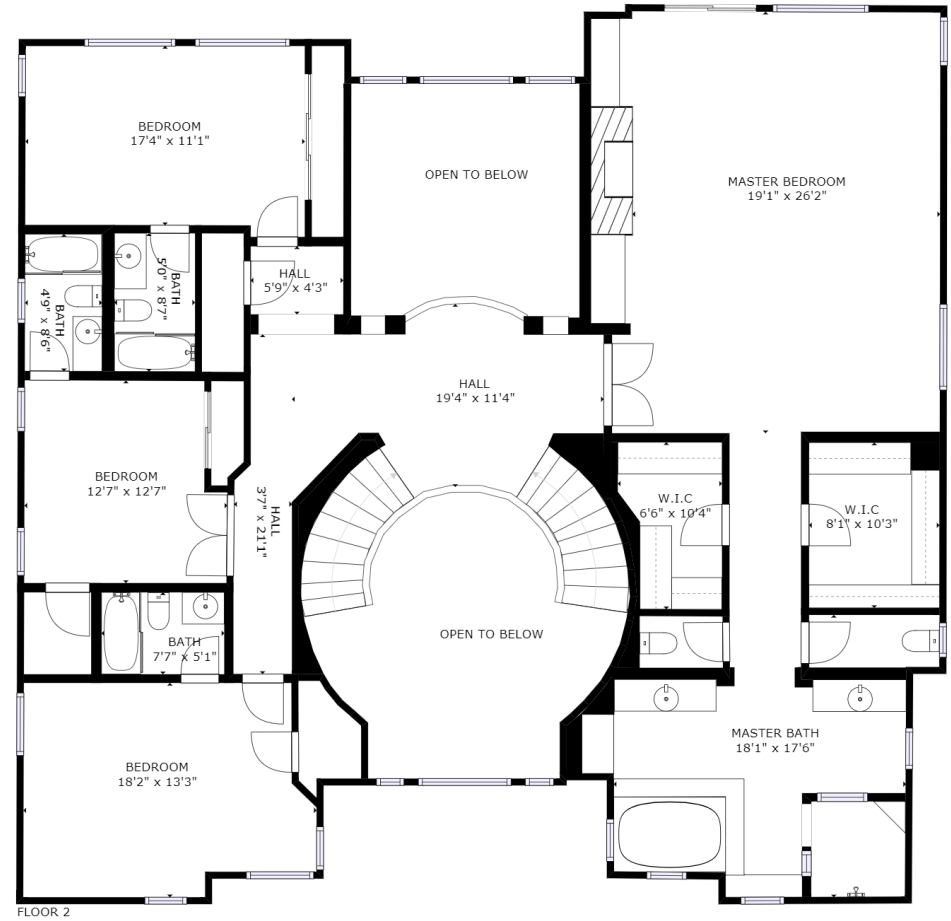 BEDROOM
17'4" x 11'1"
OPEN TO BELOW
MASTER BEDROOM
19'1" x 26'2"
HALL
5'9" x 4'3"
BATH
4'9" x 8'6"
BATH
5'0" x 8'7"
HALL
19'4" x 11'4"
BEDROOM
12'7" x 12'7"
HALL
3'7" x 21'1"
W.I.C
6'6" x 10'4"
W.I.C
8'1" x 10'3"
BATH
7'7" x 5'1"
OPEN TO BELOW
BEDROOM
18'2" x 13'3"
MASTER BATH
18'1" x 17'6"
FLOOR 2